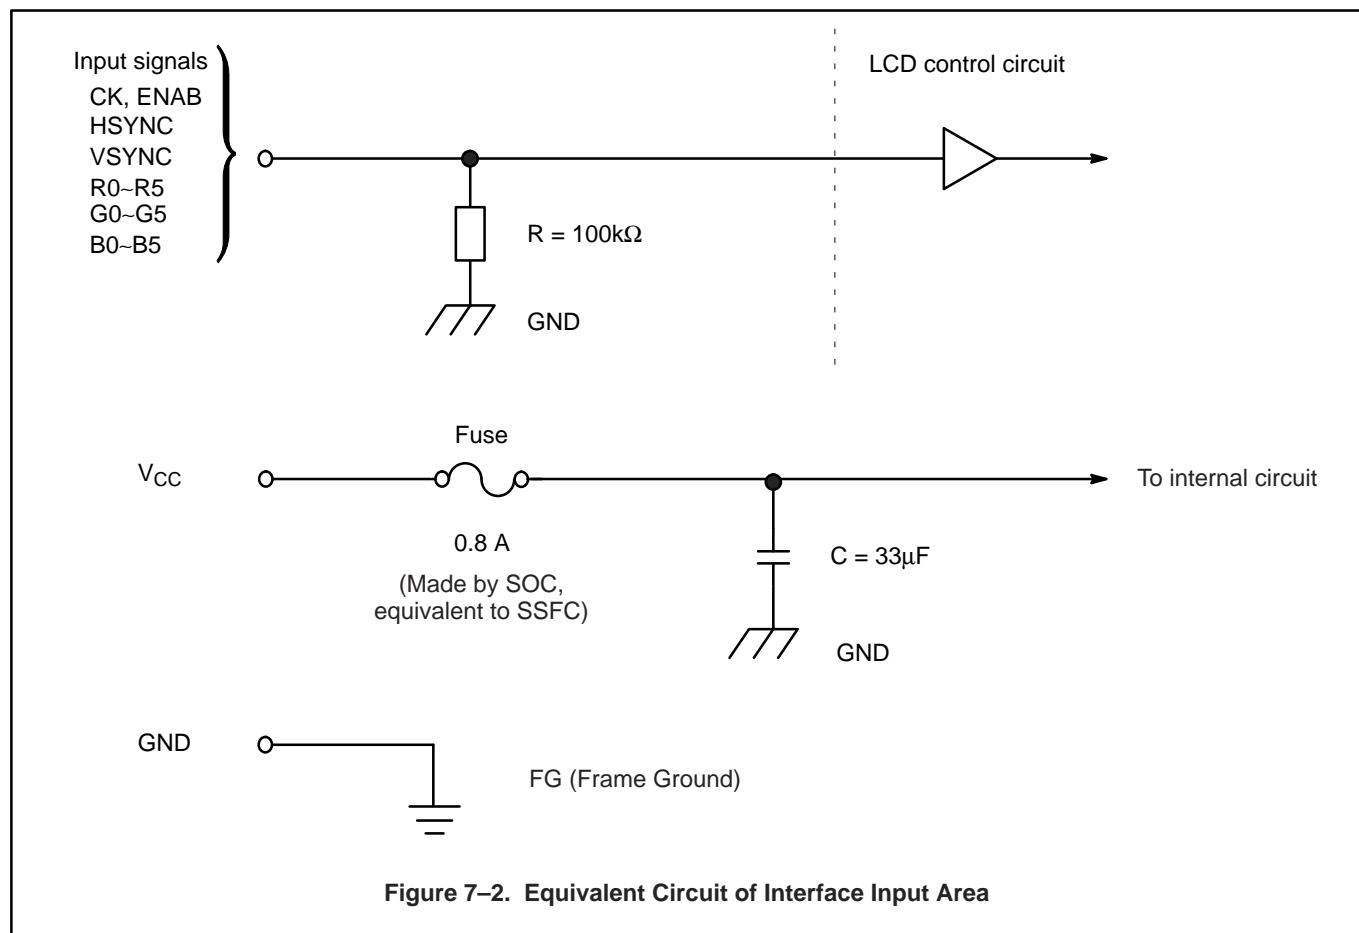 Input signals
CK, ENAB
HSYNC
VSYNC
R0~R5
G0~G5
B0~B5
LCD control circuit
R = 100kΩ
GND
Fuse
VCC
To internal circuit
0.8 A
(Made by SOC,
equivalent to SSFC)
C = 33μF
GND
GND
FG (Frame Ground)
Figure 7–2. Equivalent Circuit of Interface Input Area